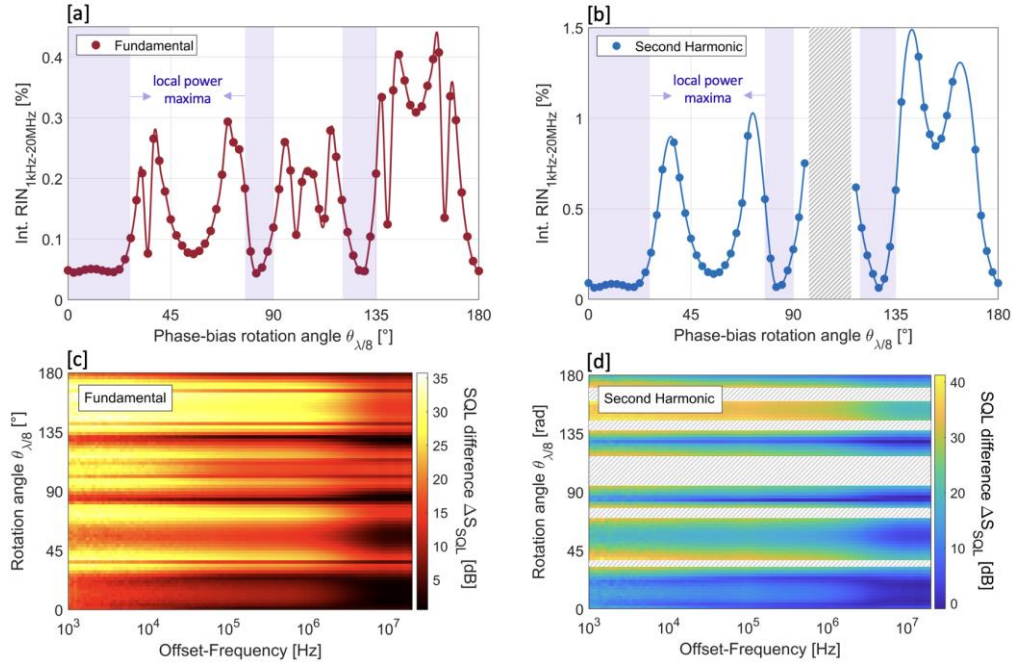 [a]
Int. RIN1kHz-20MHz [%]
0.4
0.3
0.2
0.1
0
Fundamental
local power
maxima
0 45 90 135 180
Phase-bias rotation angle θλ/8 [°]
[b]
Int. RIN1kHz-20MHz [%]
1.5
1
0.5
0
Second Harmonic
local power
maxima
0 45 90 135 180
Phase-bias rotation angle θλ/8 [°]
[c]
Rotation angle θλ/8 [°]
180
135
90
45
0
Fundamental
10³ 10⁴ 10⁵ 10⁶ 10⁷
Offset-Frequency [Hz]
35
30
25
20
15
10
5
SQL difference ΔSSQL [dB]
[d]
Rotation angle θλ/8 [rad]
180
135
90
45
0
Second Harmonic
10³ 10⁴ 10⁵ 10⁶ 10⁷
Offset-Frequency [Hz]
40
30
20
10
0
SQL difference ΔSSQL [dB]